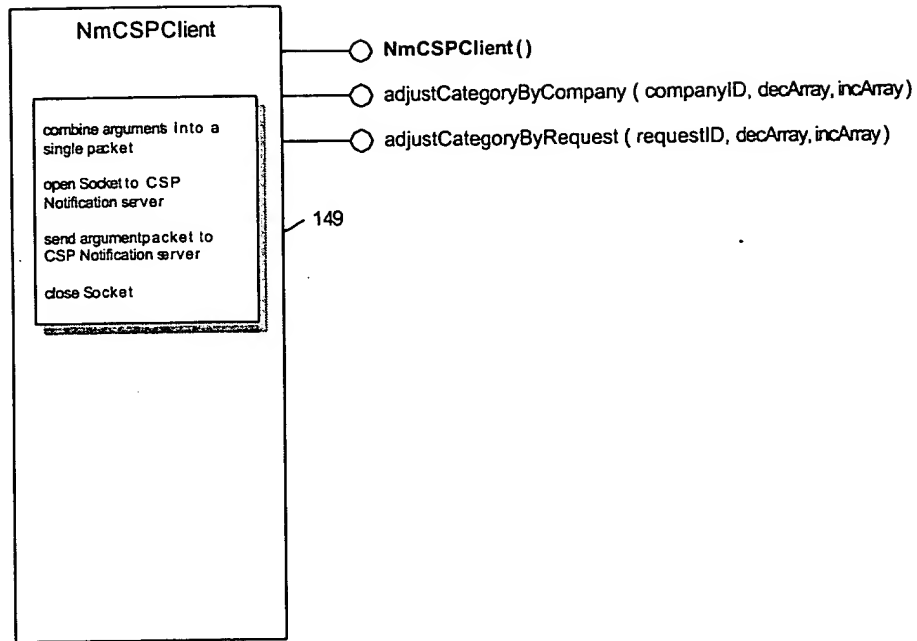 NmCSPClient
NmCSPClient()
adjustCategoryByCompany ( companyID, decArray, incArray )
adjustCategoryByRequest ( requestID, decArray, incArray )
combine arguments into a
single packet
open Socket to CSP
Notification server
send argumentpacket to
CSP Notification server
close Socket
149